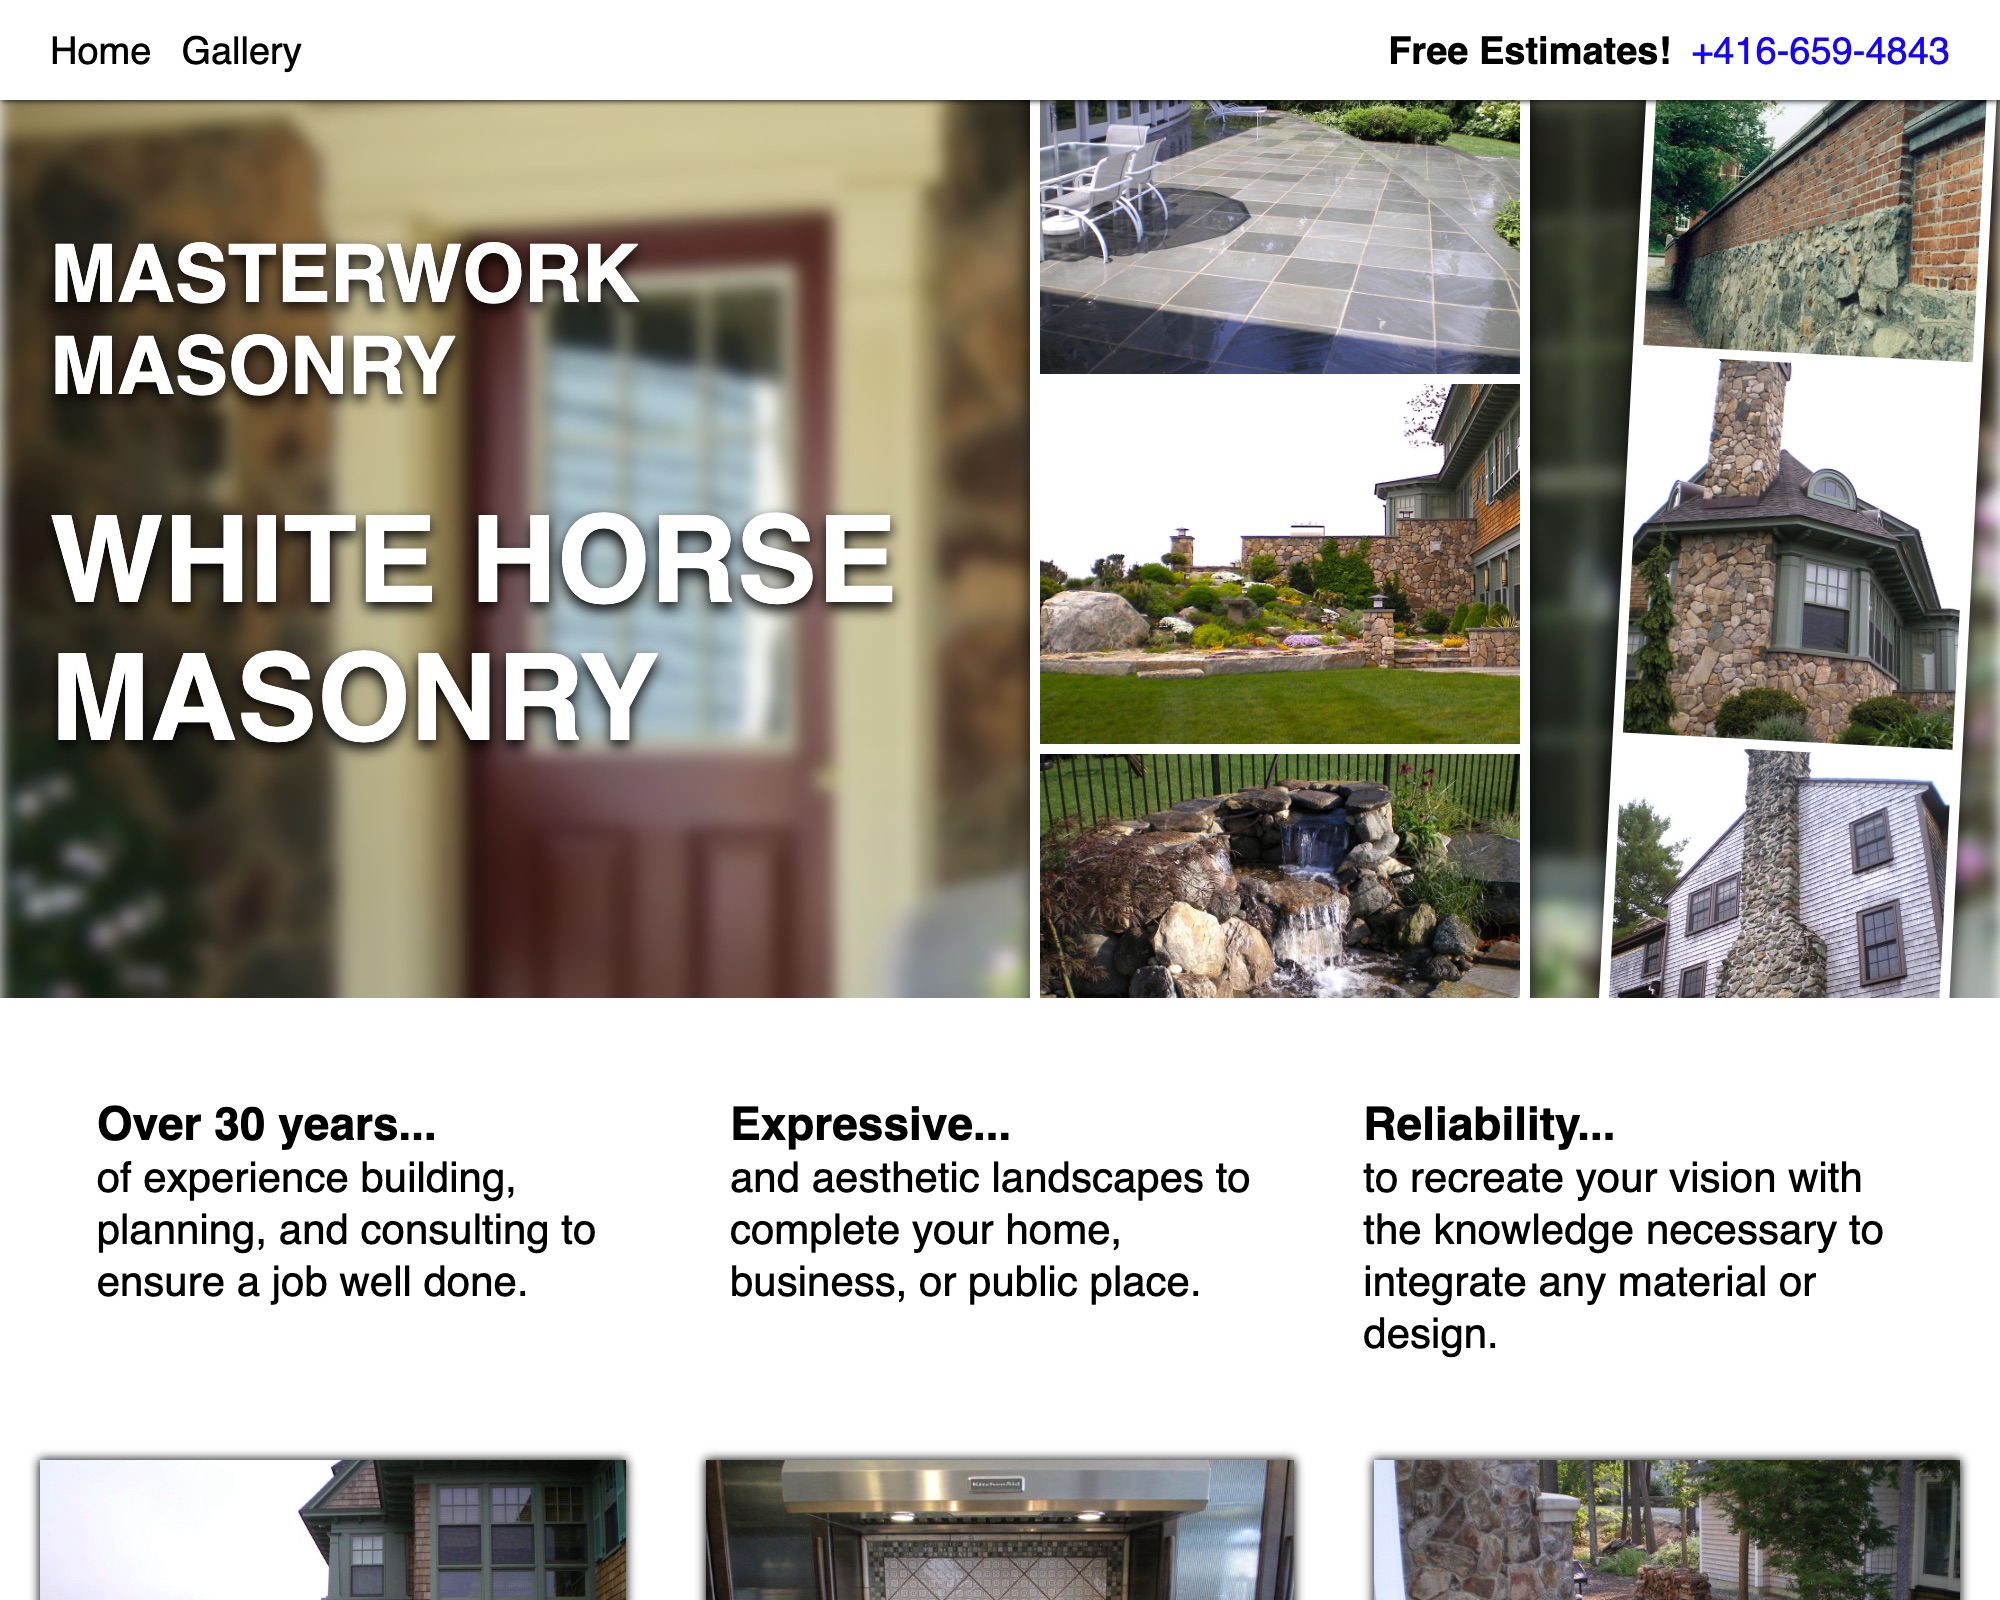 Home Gallery Free Estimates! +416-659-4843
MASTERWORK
MASONRY
WHITE HORSE
MASONRY
Over 30 years...
of experience building,
planning, and consulting to
ensure a job well done.
Expressive...
and aesthetic landscapes to
complete your home,
business, or public place.
Reliability...
to recreate your vision with
the knowledge necessary to
integrate any material or
design.
KitchenAid